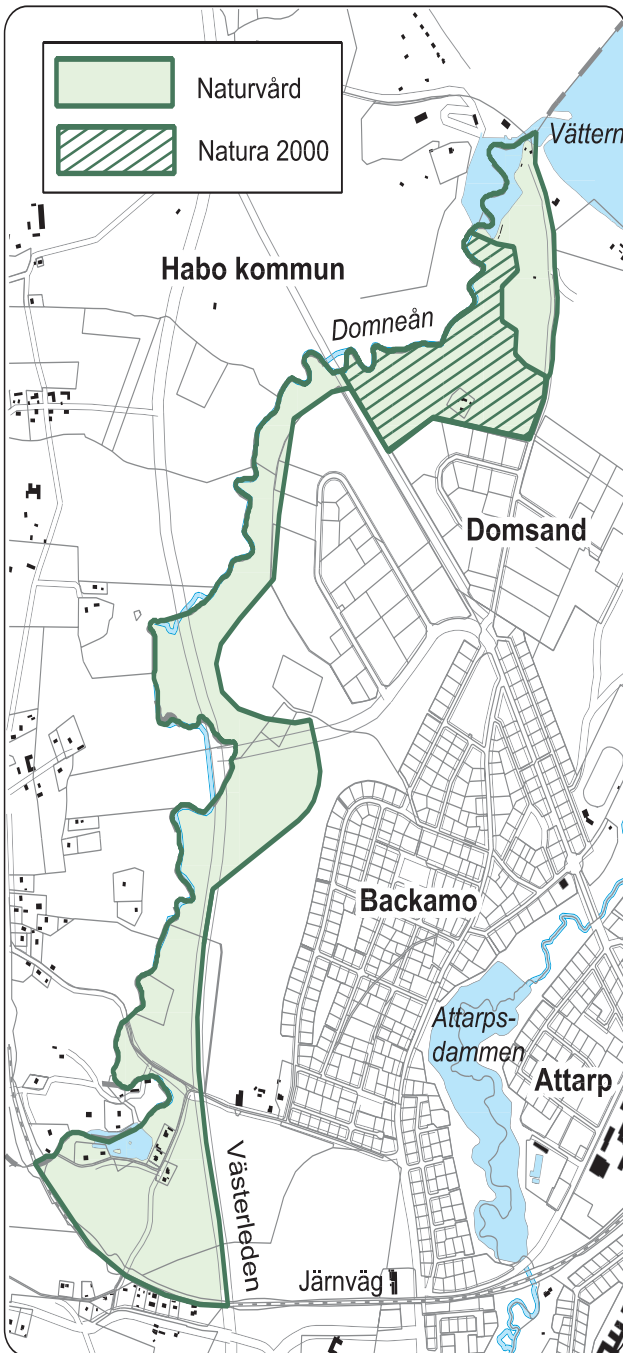 Naturvård
Natura 2000
Vättern
Habo kommun
Domneån
Domsand
Backamo
Attarps-
dammen
Attarp
Västerleden
Järnväg